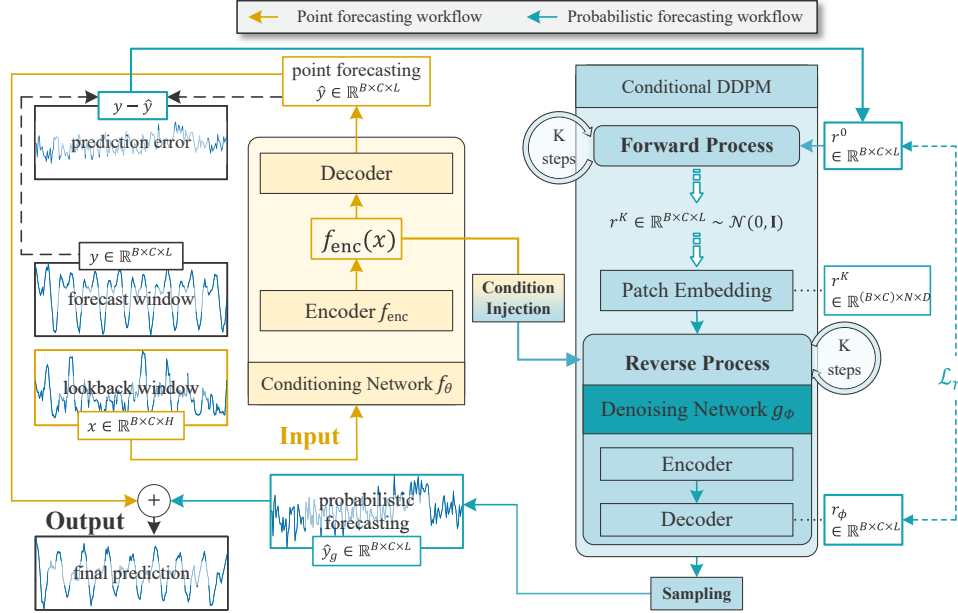 Point forecasting workflow
Probabilistic forecasting workflow
y − ŷ
prediction error
point forecasting
ŷ ∈ ℝ^{B×C×L}
Conditional DDPM
K
steps
Forward Process
r^0
∈ ℝ^{B×C×L}
Decoder
r^K ∈ ℝ^{B×C×L} ~ 𝒩(0, I)
f_enc(x)
y ∈ ℝ^{B×C×L}
forecast window
Encoder f_enc
Condition
Injection
Patch Embedding
r^K
∈ ℝ^{(B×C)×N×D}
lookback window
x ∈ ℝ^{B×C×H}
Conditioning Network f_θ
Reverse Process
K
steps
ℒ_r
Input
Denoising Network g_Φ
Encoder
Decoder
r_ϕ
∈ ℝ^{B×C×L}
+
Output
probabilistic
forecasting
ŷ_g ∈ ℝ^{B×C×L}
final prediction
Sampling